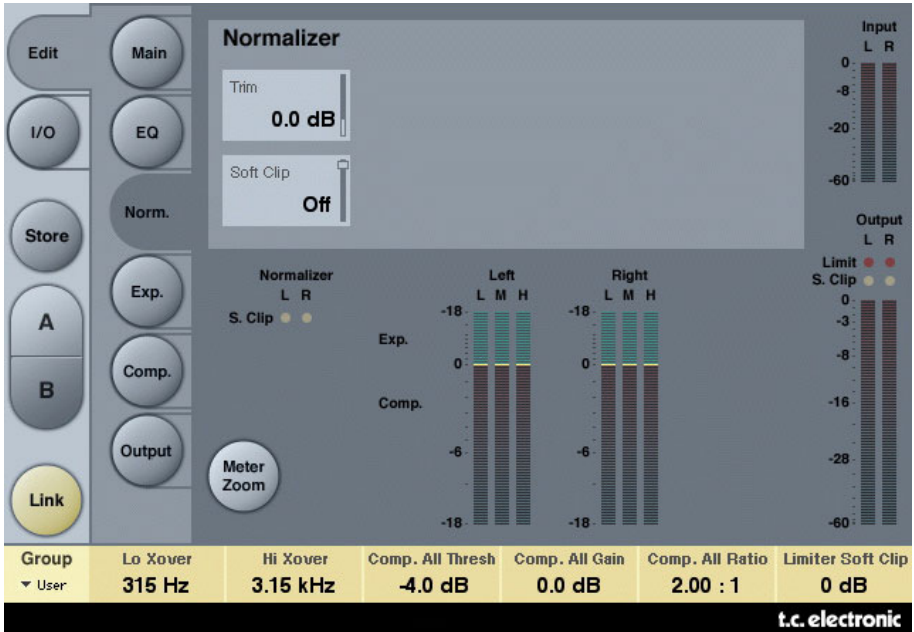 Edit
I/O
Store
A
B
Link
Main
EQ
Norm.
Exp.
Comp.
Output
Normalizer
Trim
0.0 dB
Soft Clip
Off
Normalizer
L R
S. Clip
Meter
Zoom
Exp.
Comp.
Left
L M H
-18
0
-6
-18
Right
L M H
-18
0
-6
-18
Input
L R
0
-8
-20
-60
Output
L R
Limit
S. Clip
0
-3
-8
-16
-28
-60
Group
User
Lo Xover
315 Hz
Hi Xover
3.15 kHz
Comp. All Thresh
-4.0 dB
Comp. All Gain
0.0 dB
Comp. All Ratio
2.00 : 1
Limiter Soft Clip
0 dB
t.c. electronic